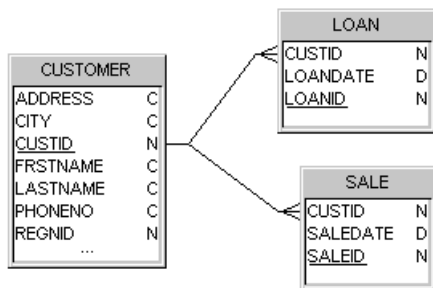 CUSTOMER
ADDRESS C
CITY C
CUSTID N
FRSTNAME C
LASTNAME C
PHONENO C
REGNID N
...
LOAN
CUSTID N
LOANDATE D
LOANID N
SALE
CUSTID N
SALEDATE D
SALEID N